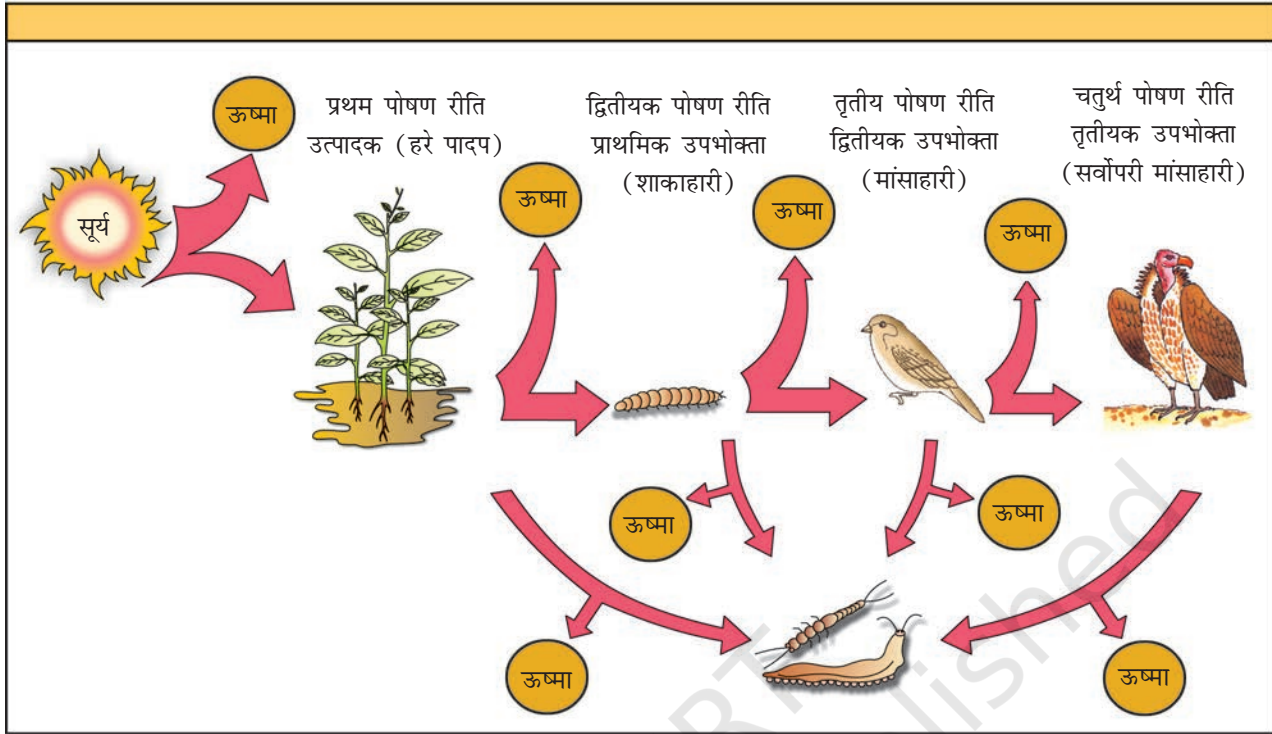 ऊष्मा
प्रथम पोषण रीति
उत्पादक (हरे पादप)
द्वितीयक पोषण रीति
प्राथमिक उपभोक्ता
(शाकाहारी)
तृतीय पोषण रीति
द्वितीयक उपभोक्ता
(मांसाहारी)
चतुर्थ पोषण रीति
तृतीयक उपभोक्ता
(सर्वोपरी मांसाहारी)
सूर्य
ऊष्मा
ऊष्मा
ऊष्मा
ऊष्मा
ऊष्मा
ऊष्मा
ऊष्मा